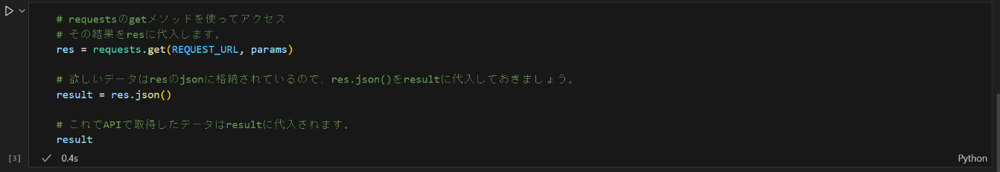 # requestsのgetメソッドを使ってアクセス
# その結果をresに代入します。
res = requests.get(REQUEST_URL, params)
# 欲しいデータはresのjsonに格納されているので、res.json()をresultに代入しておきましょう。
result = res.json()
# これでAPIで取得したデータはresultに代入されます。
result
[3] 0.4s Python